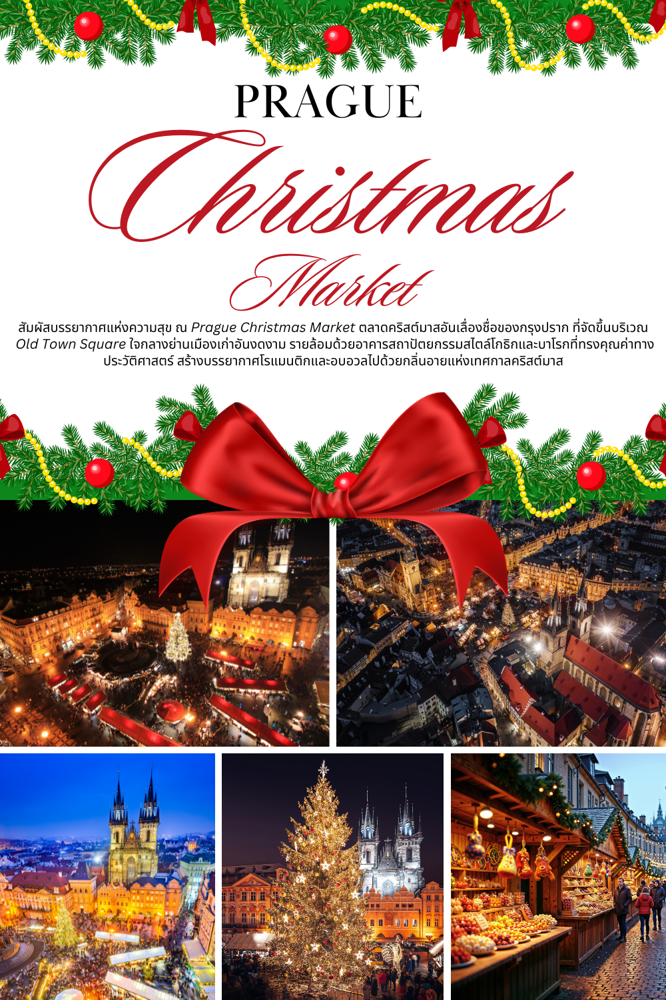 PRAGUE
Christmas
Market
สัมผัสบรรยากาศแห่งความสุข ณ Prague Christmas Market ตลาดคริสต์มาสอันเลื่องชื่อของกรุงปราก ที่จัดขึ้นบริเวณ
Old Town Square ใจกลางย่านเมืองเก่าอันงดงาม รายล้อมด้วยอาคารสถาปัตยกรรมสไตล์โกธิกและบาโรกที่ทรงคุณค่าทาง
ประวัติศาสตร์ สร้างบรรยากาศโรแมนติกและอบอวลไปด้วยกลิ่นอายแห่งเทศกาลคริสต์มาส